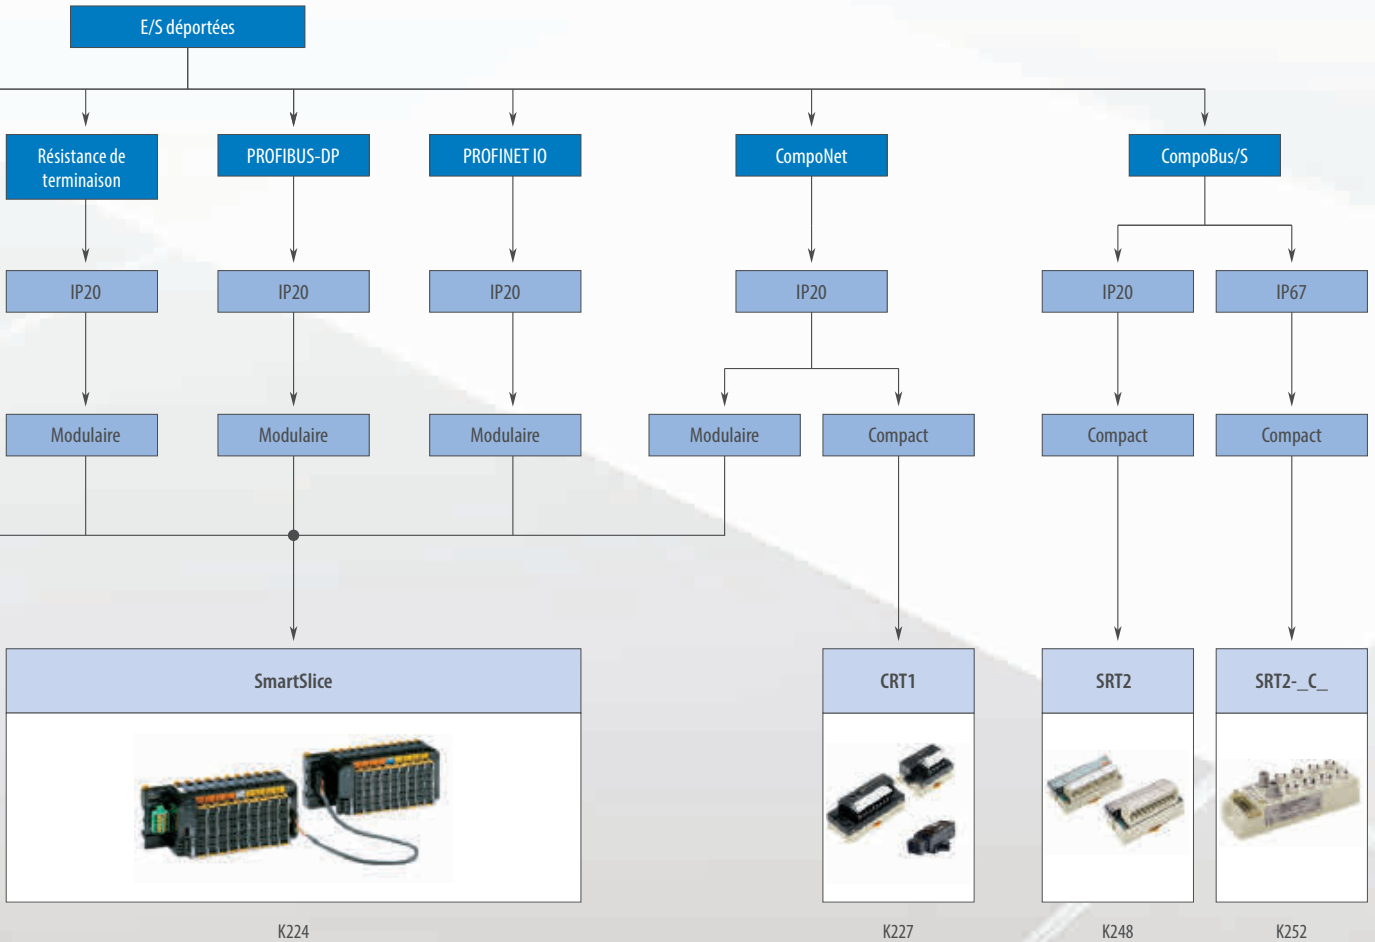 E/S déportées
Résistance de
terminaison
PROFIBUS-DP
PROFINET IO
CompoNet
CompoBus/S
IP20
IP20
IP20
IP20
IP20
IP67
Modulaire
Modulaire
Modulaire
Modulaire
Compact
Compact
Compact
SmartSlice
CRT1
SRT2
SRT2-_C_
K224
K227
K248
K252